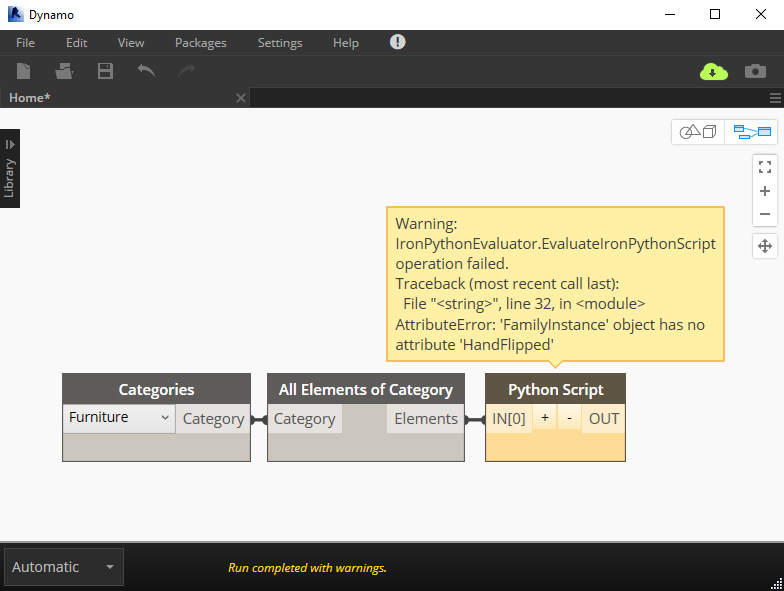 Dynamo
File Edit View Packages Settings Help
Home*
Library
Warning:
IronPythonEvaluator.EvaluateIronPythonScript
operation failed.
Traceback (most recent call last):
File "<string>", line 32, in <module>
AttributeError: 'FamilyInstance' object has no
attribute 'HandFlipped'
Categories
Furniture Category
All Elements of Category
Category Elements
Python Script
IN[0] + - OUT
Automatic
Run completed with warnings.